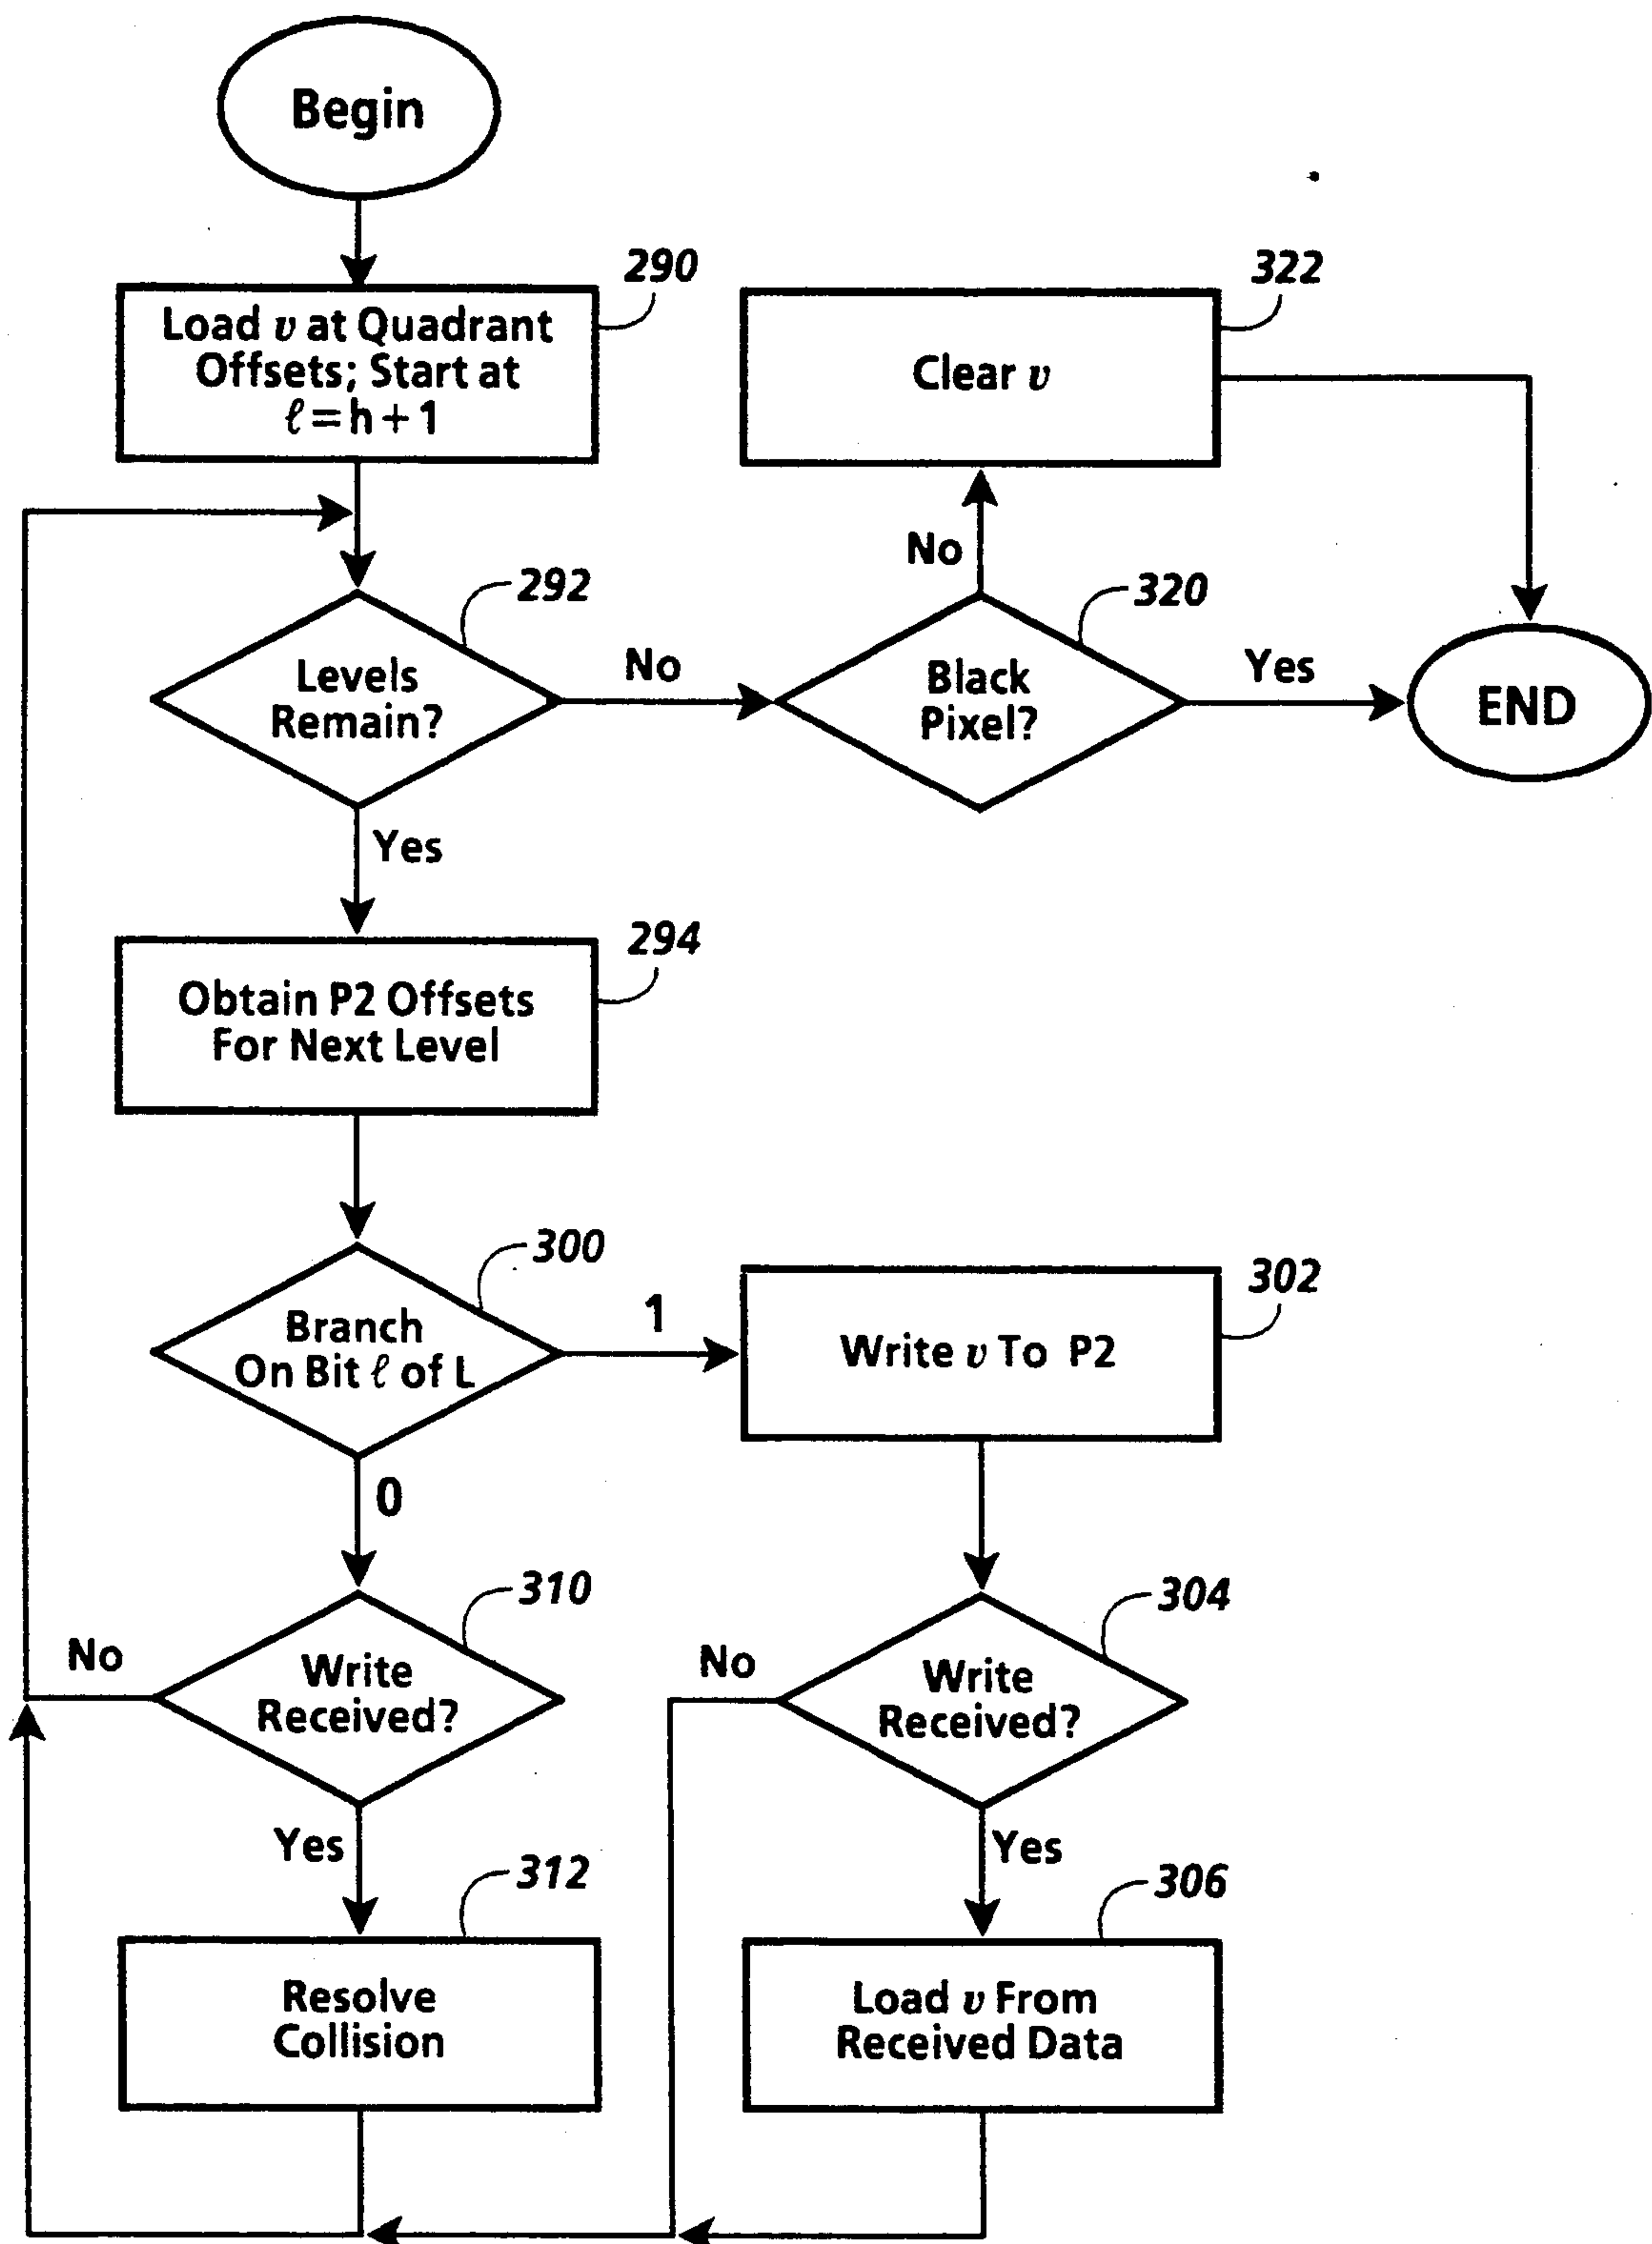 Begin
290
Load v at Quadrant
Offsets; Start at
ℓ = h + 1
322
Clear v
No
292
Levels
Remain?
No
320
Black
Pixel?
Yes
END
Yes
294
Obtain P2 Offsets
For Next Level
300
Branch
On Bit ℓ of L
1
302
Write v To P2
0
310
Write
Received?
No
304
Write
Received?
No
Yes
312
Resolve
Collision
Yes
306
Load v From
Received Data